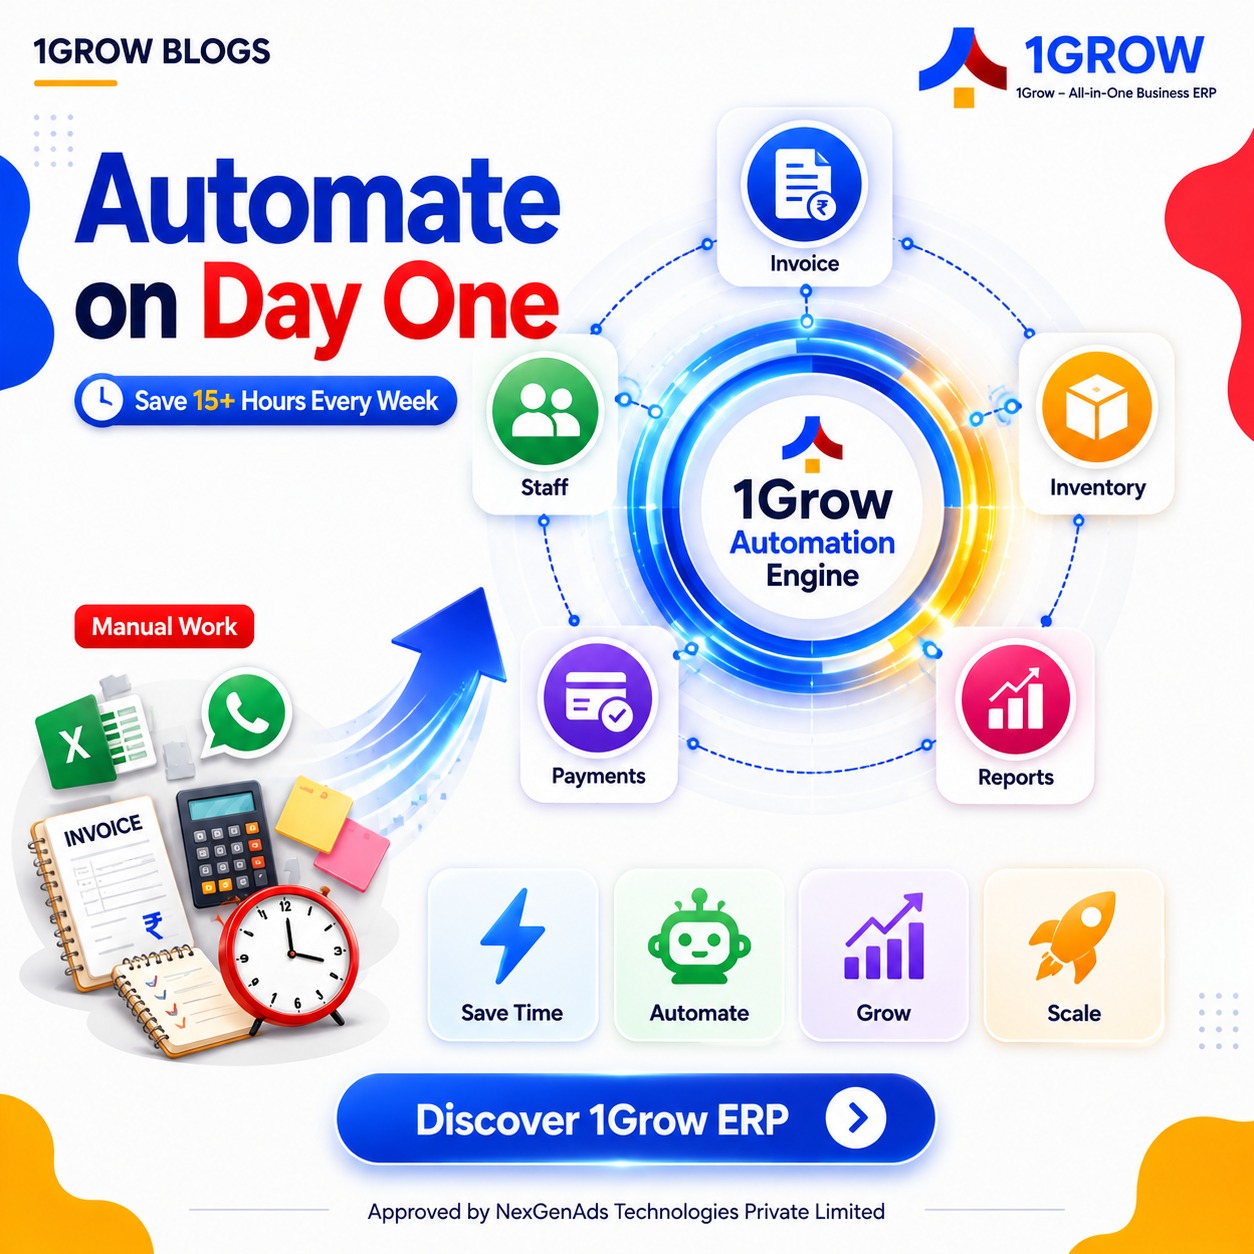 1GROW BLOGS
1GROW
1Grow – All-in-One Business ERP
Automate
on Day One
Save 15+ Hours Every Week
Invoice
Staff
Inventory
1Grow
Automation
Engine
Payments
Reports
Manual Work
X
INVOICE
₹
Save Time
Automate
Grow
Scale
Discover 1Grow ERP
Approved by NexGenAds Technologies Private Limited